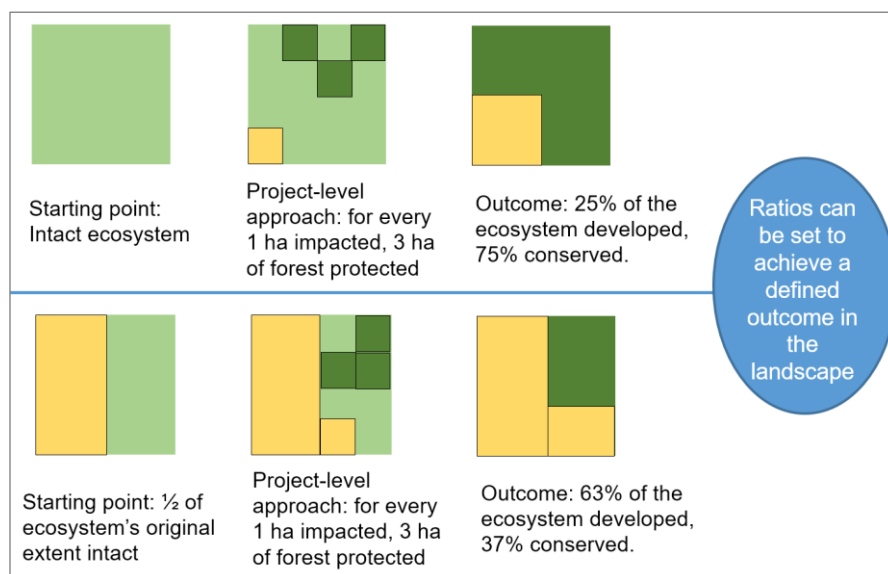 Starting point:
Intact ecosystem
Project-level
approach: for every
1 ha impacted, 3 ha
of forest protected
Outcome: 25% of the
ecosystem developed,
75% conserved.
Starting point: ½ of
ecosystem's original
extent intact
Project-level
approach: for every
1 ha impacted, 3 ha
of forest protected
Outcome: 63% of the
ecosystem developed,
37% conserved.
Ratios can
be set to
achieve a
defined
outcome in
the
landscape